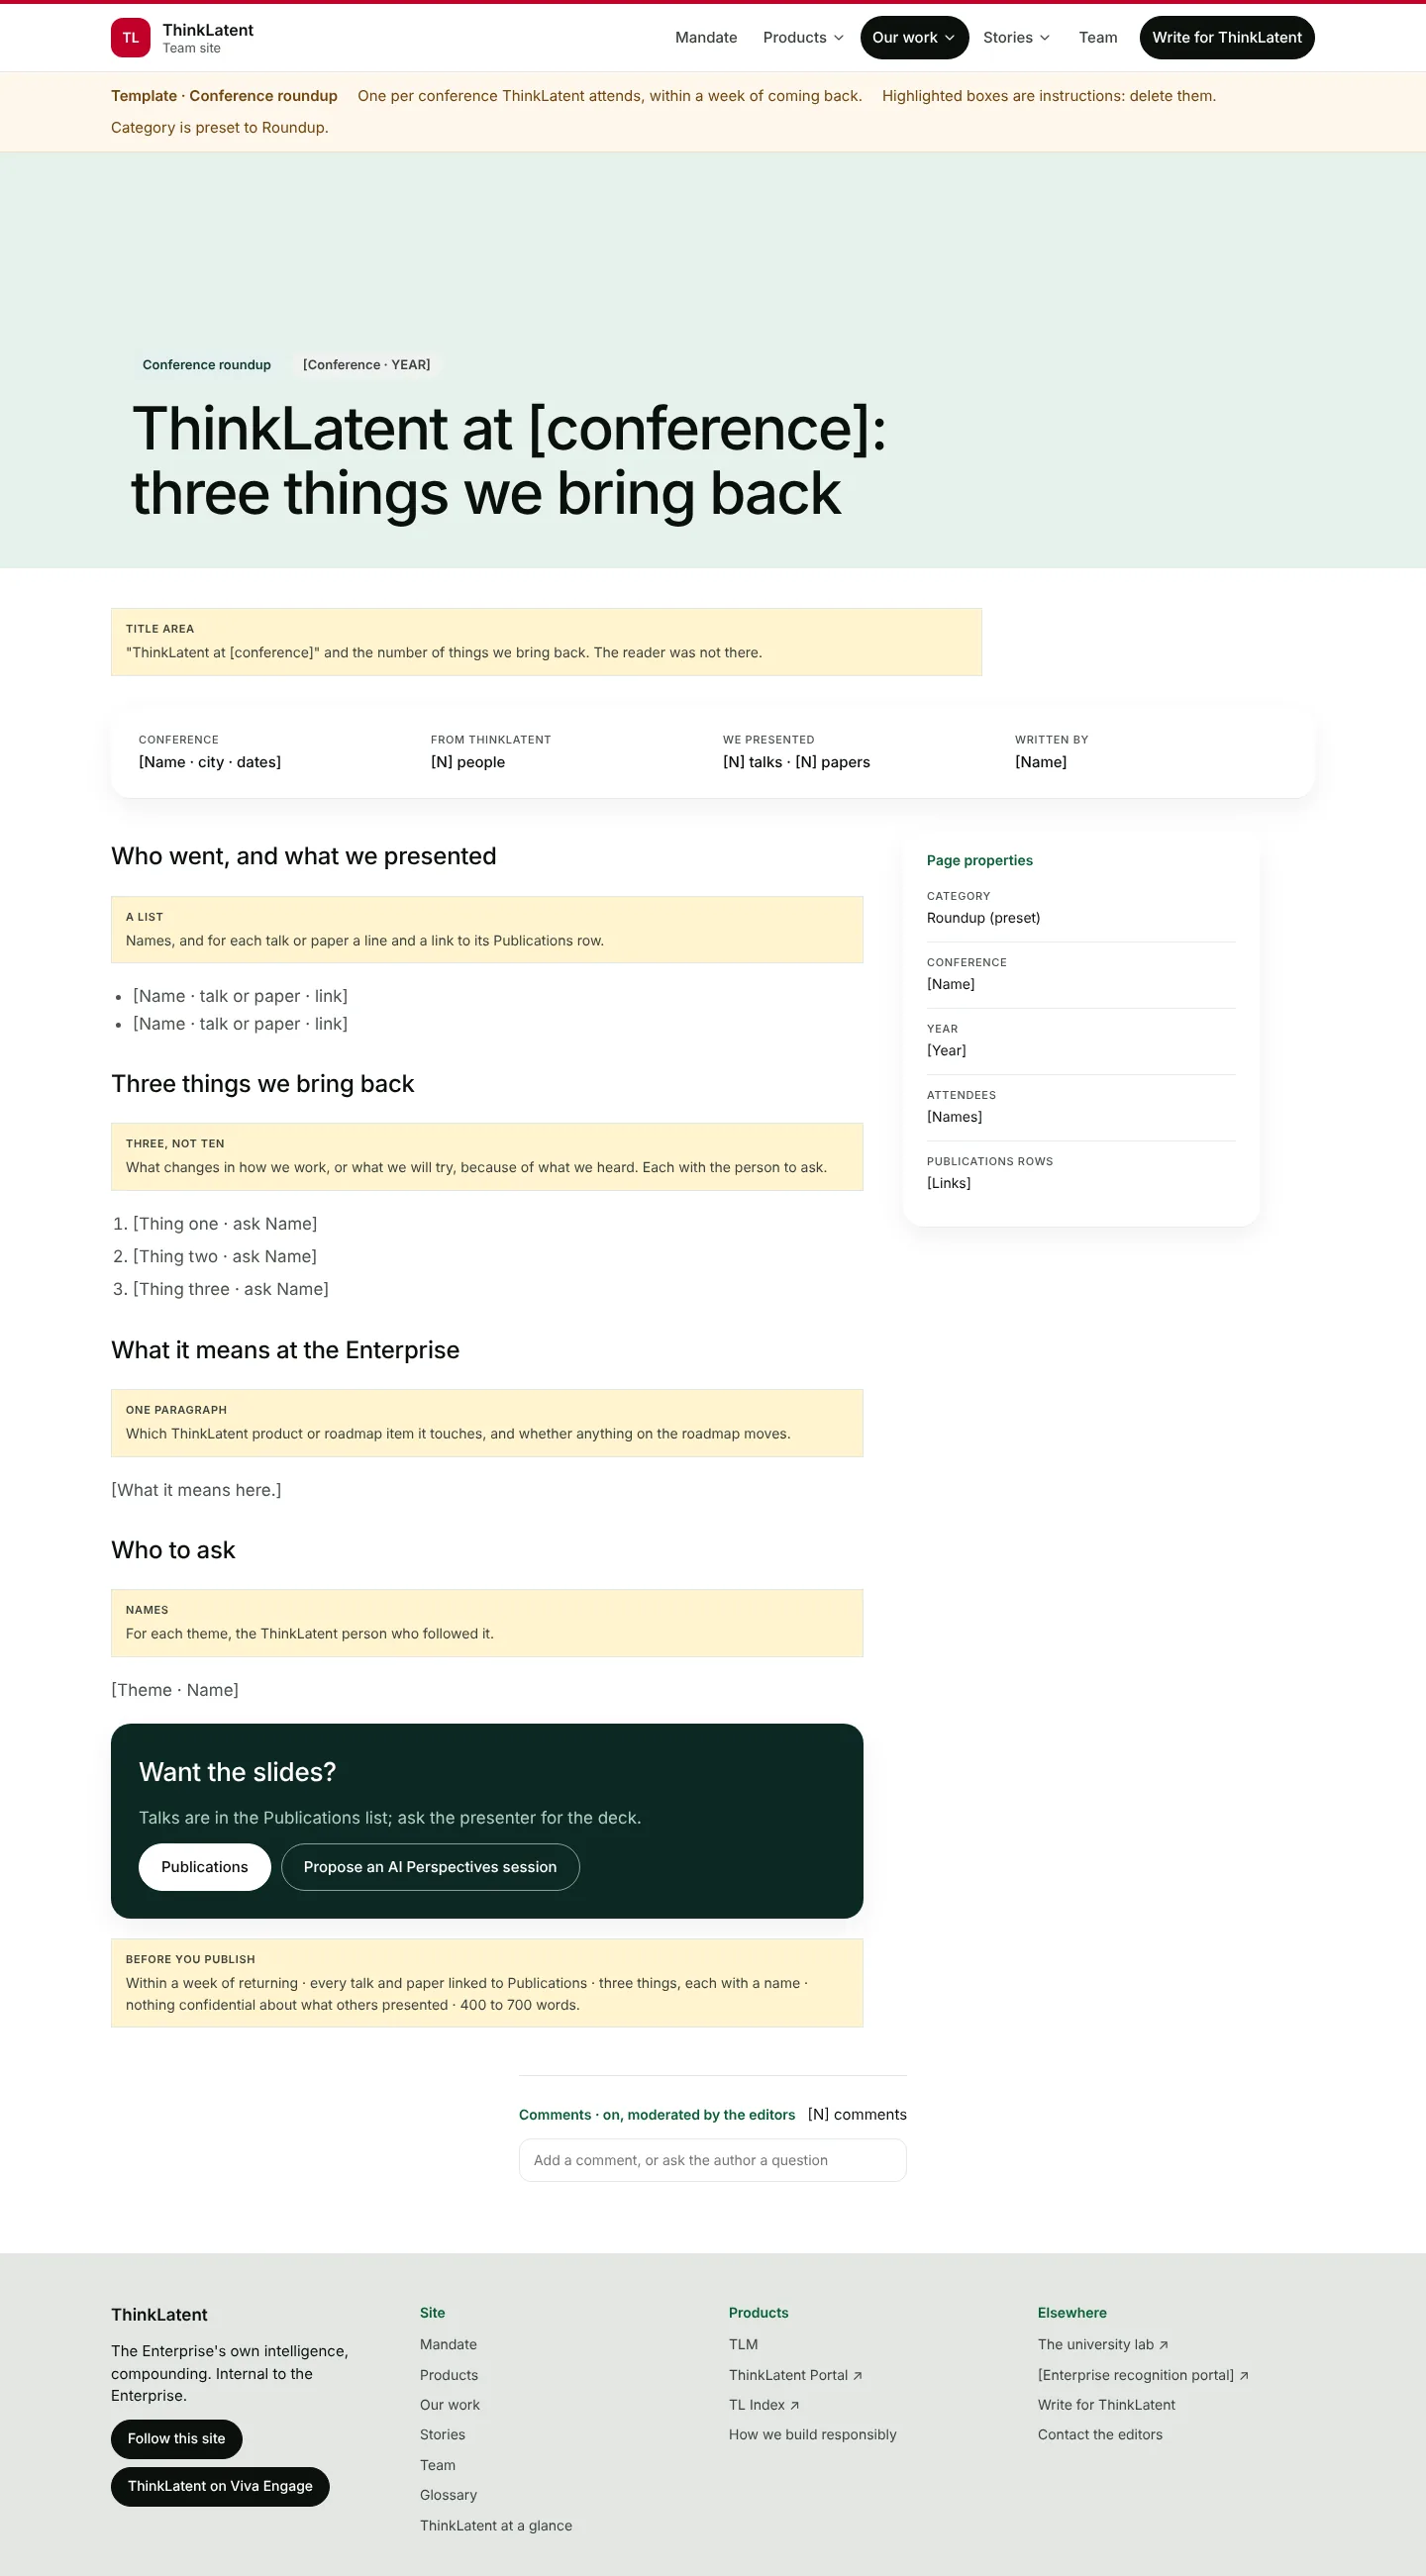 TL
ThinkLatent
Team site
Mandate
Products
Our work
Stories
Team
Write for ThinkLatent
Template · Conference roundup
One per conference ThinkLatent attends, within a week of coming back.
Highlighted boxes are instructions: delete them.
Category is preset to Roundup.
Conference roundup
[Conference · YEAR]
ThinkLatent at [conference]:
three things we bring back
TITLE AREA
"ThinkLatent at [conference]" and the number of things we bring back. The reader was not there.
CONFERENCE
[Name · city · dates]
FROM THINKLATENT
[N] people
WE PRESENTED
[N] talks · [N] papers
WRITTEN BY
[Name]
Who went, and what we presented
A LIST
Names, and for each talk or paper a line and a link to its Publications row.
• [Name · talk or paper · link]
• [Name · talk or paper · link]
Three things we bring back
THREE, NOT TEN
What changes in how we work, or what we will try, because of what we heard. Each with the person to ask.
1. [Thing one · ask Name]
2. [Thing two · ask Name]
3. [Thing three · ask Name]
What it means at the Enterprise
ONE PARAGRAPH
Which ThinkLatent product or roadmap item it touches, and whether anything on the roadmap moves.
[What it means here.]
Who to ask
NAMES
For each theme, the ThinkLatent person who followed it.
[Theme · Name]
Want the slides?
Talks are in the Publications list; ask the presenter for the deck.
Publications
Propose an AI Perspectives session
BEFORE YOU PUBLISH
Within a week of returning · every talk and paper linked to Publications · three things, each with a name ·
nothing confidential about what others presented · 400 to 700 words.
Page properties
CATEGORY
Roundup (preset)
CONFERENCE
[Name]
YEAR
[Year]
ATTENDEES
[Names]
PUBLICATIONS ROWS
[Links]
Comments · on, moderated by the editors
[N] comments
Add a comment, or ask the author a question
ThinkLatent
The Enterprise's own intelligence,
compounding. Internal to the
Enterprise.
Follow this site
ThinkLatent on Viva Engage
Site
Mandate
Products
Our work
Stories
Team
Glossary
ThinkLatent at a glance
Products
TLM
ThinkLatent Portal ↗
TL Index ↗
How we build responsibly
Elsewhere
The university lab ↗
[Enterprise recognition portal] ↗
Write for ThinkLatent
Contact the editors